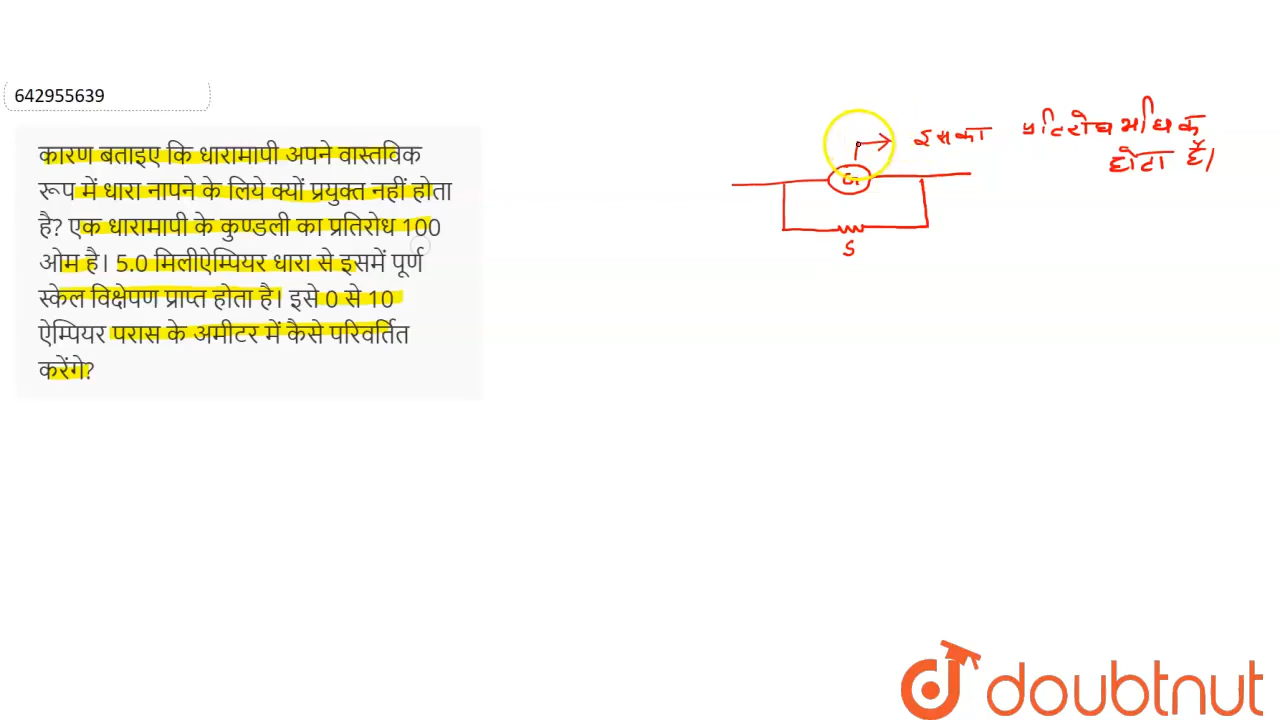 642955639
कारण बताइए कि धारामापी अपने वास्तविक
रूप में धारा नापने के लिये क्यों प्रयुक्त नहीं होता
है? एक धारामापी के कुण्डली का प्रतिरोध 100
ओम है। 5.0 मिलीऐम्पियर धारा से इसमें पूर्ण
स्केल विक्षेपण प्राप्त होता है। इसे 0 से 10
ऐम्पियर परास के अमीटर में कैसे परिवर्तित
करेंगे?
इसका प्रतिरोध अधिक
होता है।
G
S
doubtnut